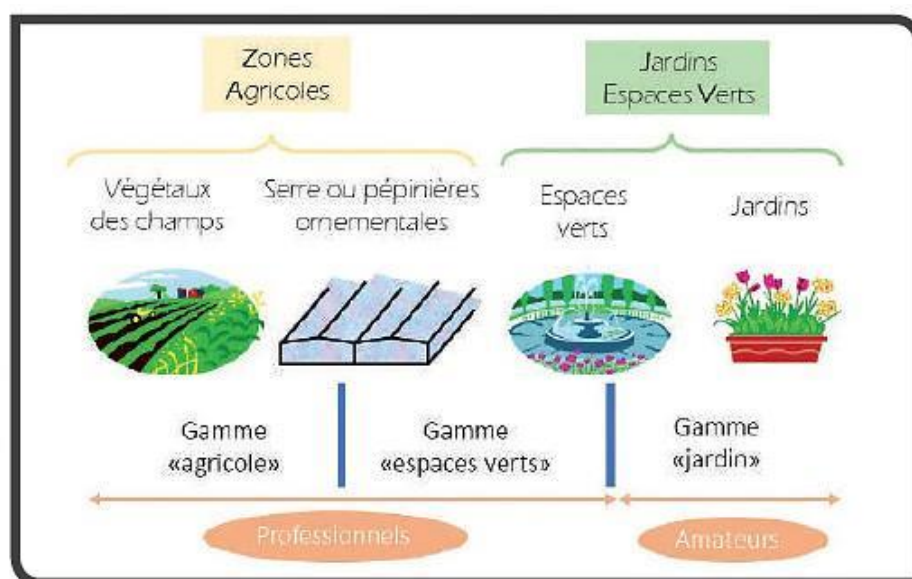 Zones
Agricoles
Jardins
Espaces Verts
Végétaux
des champs
Serre ou pépinières
ornementales
Espaces
verts
Jardins
Gamme
«agricole»
Gamme
«espaces verts»
Gamme
«jardin»
Professionnels
Amateurs